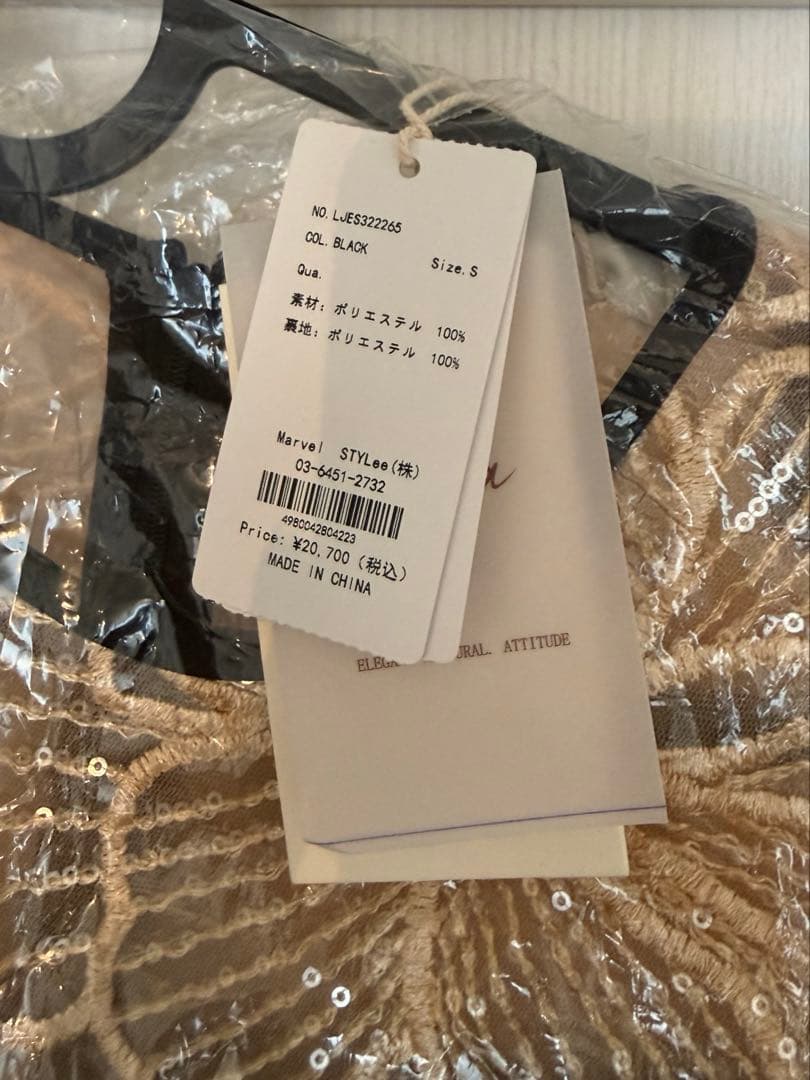 NO. LJES322265
COL. BLACK
Size. S
Qua.
素材: ポリエステル 100%
裏地: ポリエステル 100%
Marvel STYLee(株)
03-6451-2732
4980042804223
Price: ¥20,700 (税込)
MADE IN CHINA
ATTITUDE